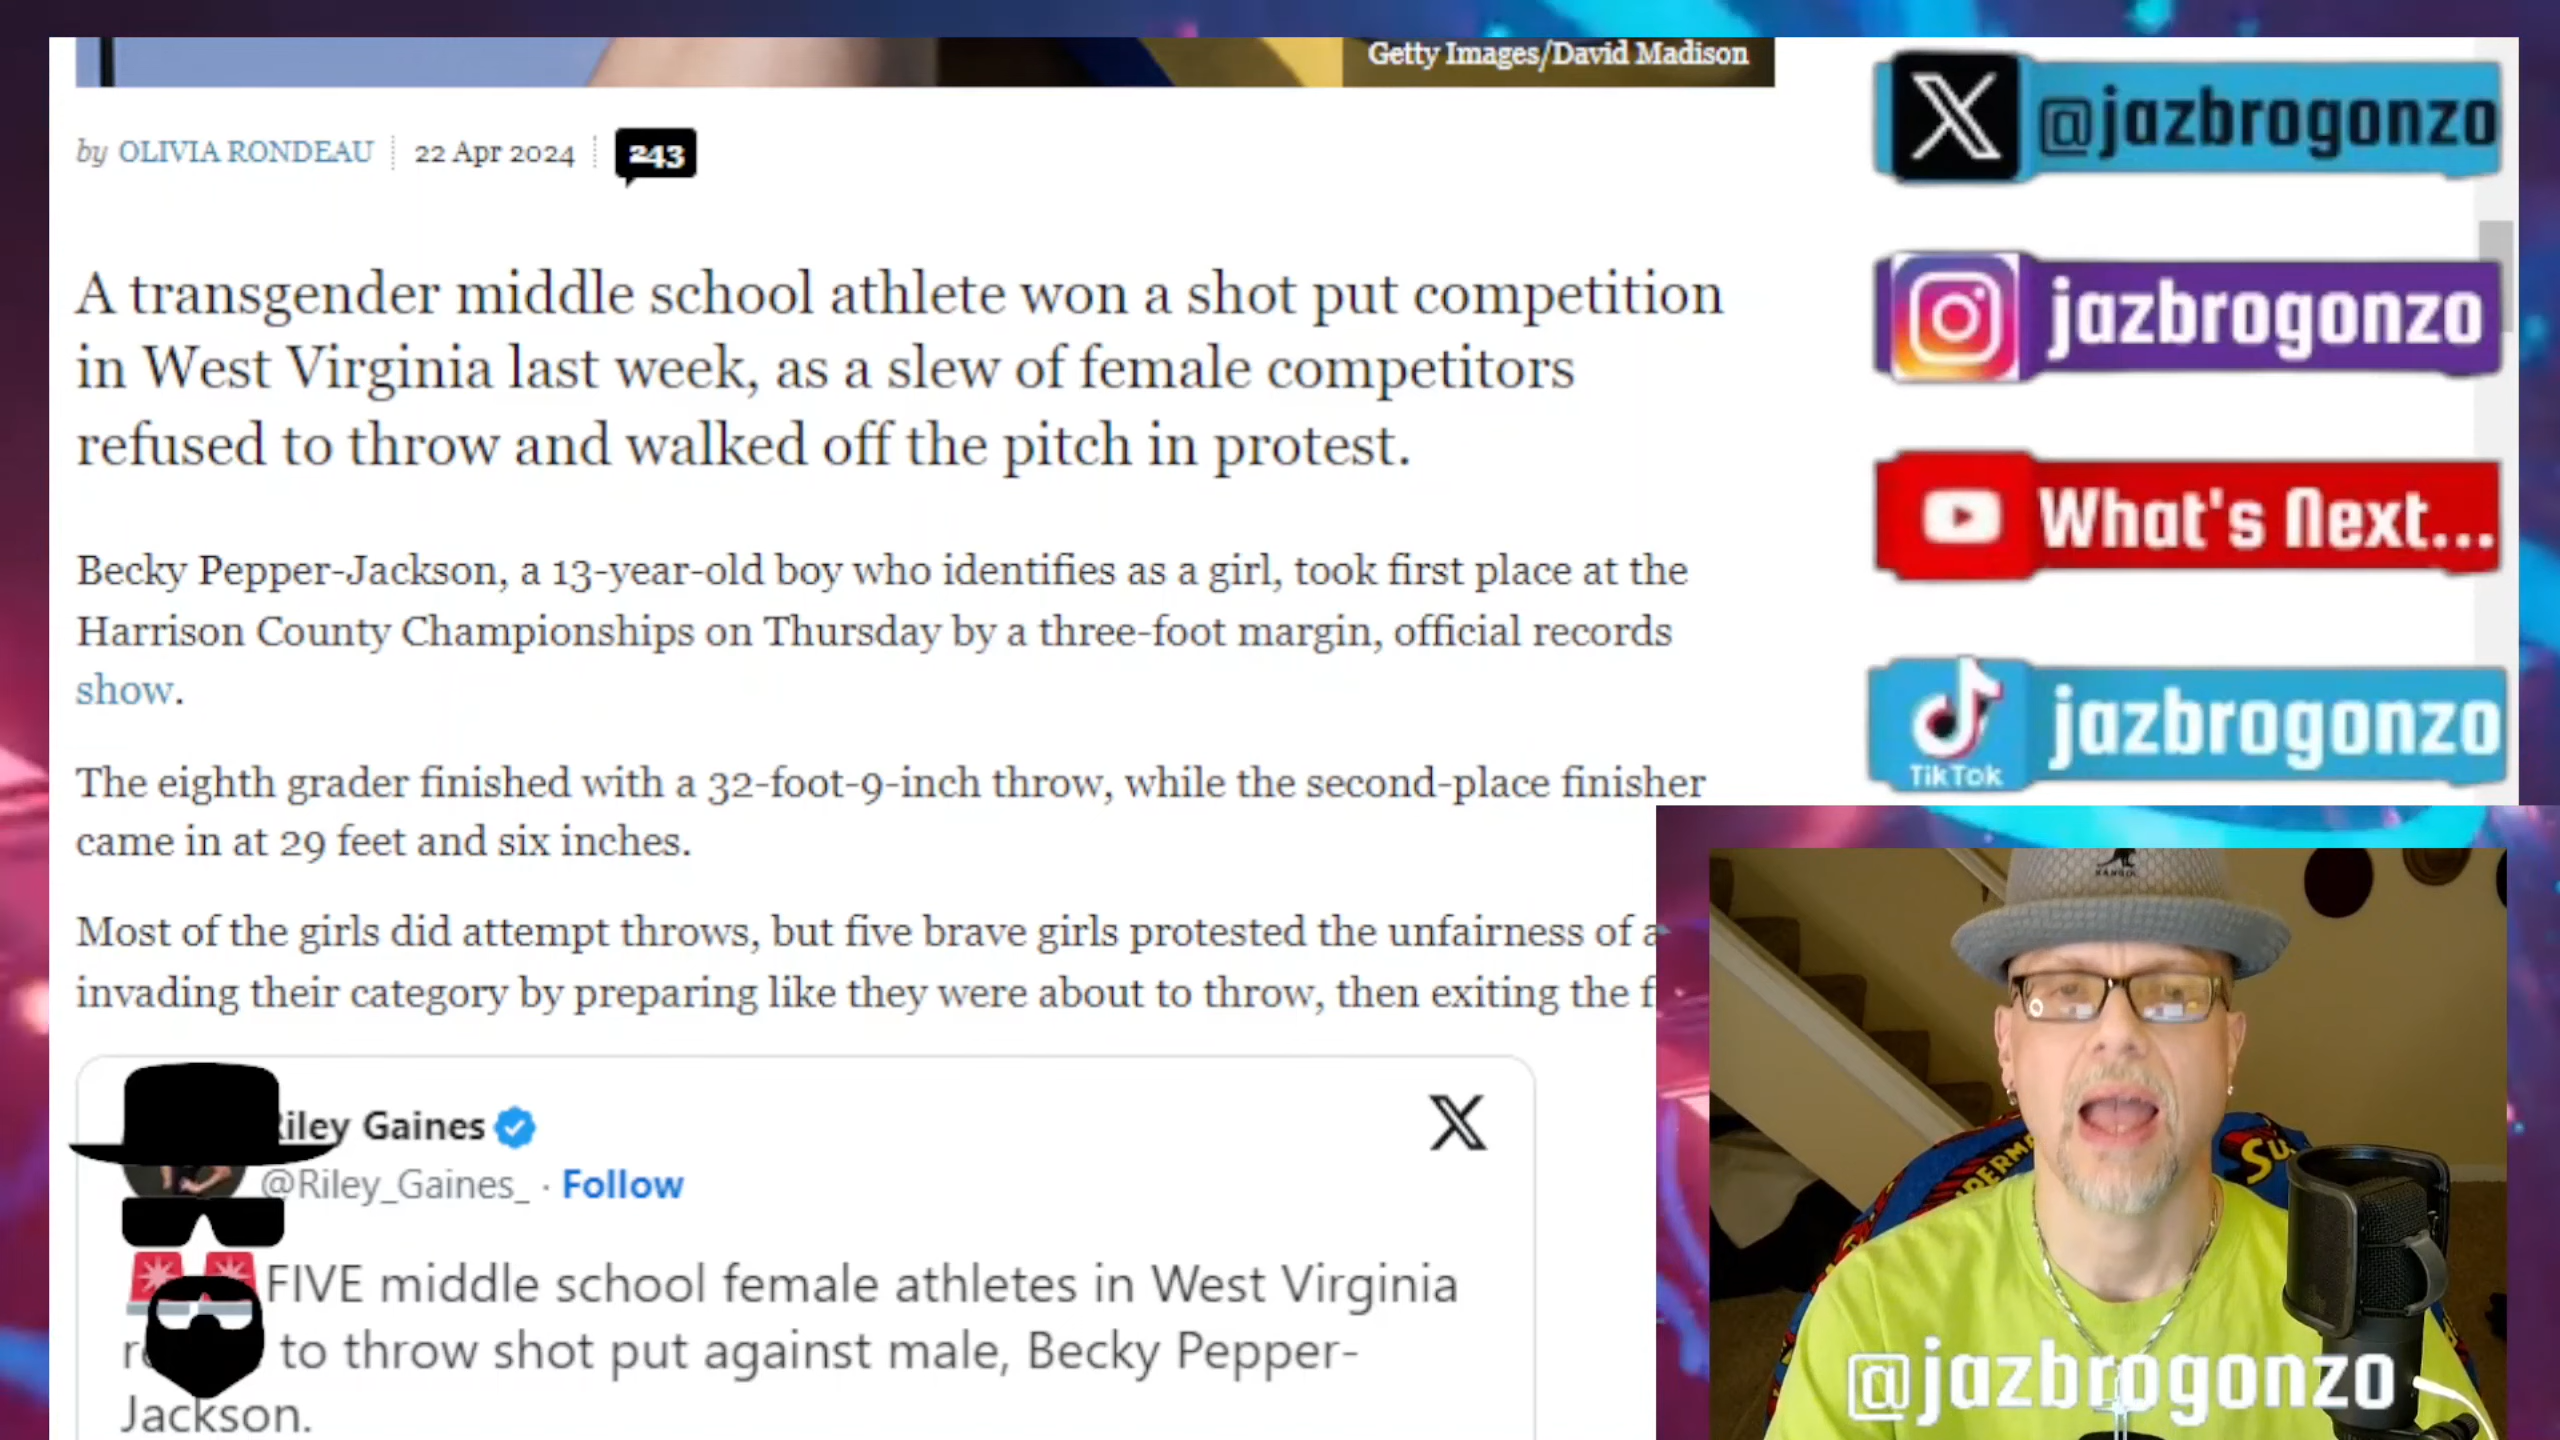 Getty Images/David Madison
by OLIVIA RONDEAU 22 Apr 2024 243
A transgender middle school athlete won a shot put competition
in West Virginia last week, as a slew of female competitors
refused to throw and walked off the pitch in protest.
Becky Pepper-Jackson, a 13-year-old boy who identifies as a girl, took first place at the
Harrison County Championships on Thursday by a three-foot margin, official records
show.
The eighth grader finished with a 32-foot-9-inch throw, while the second-place finisher
came in at 29 feet and six inches.
Most of the girls did attempt throws, but five brave girls protested the unfairness of
invading their category by preparing like they were about to throw, then exiting the
iley Gaines
@Riley_Gaines_ · Follow
FIVE middle school female athletes in West Virginia
to throw shot put against male, Becky Pepper-
Jackson.
@jazbrogonzo
jazbrogonzo
What's Next...
TikTok
jazbrogonzo
KANGOL
@jazbrogonzo